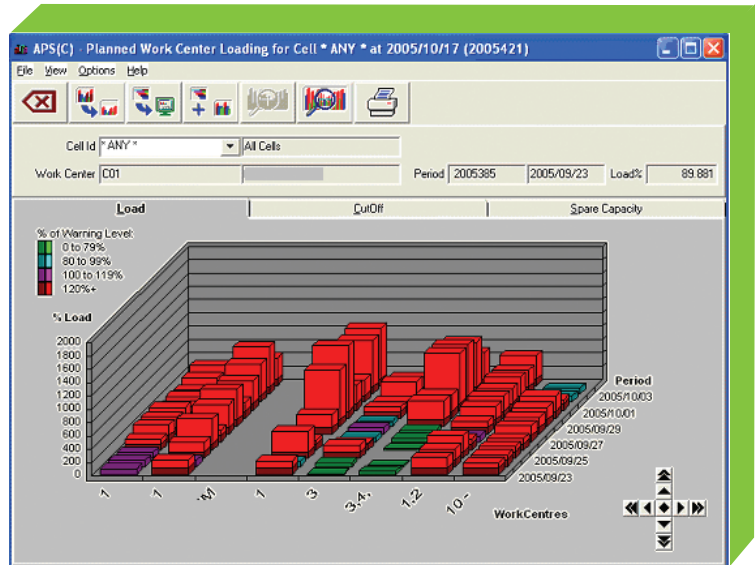 APS(C) - Planned Work Center Loading for Cell * ANY * at 2005/10/17 (2005421)
File View Options Help
Cell Id * ANY * All Cells
Work Center C01 Period 2005385 2005/09/23 Load% 89.881
Load CutOff Spare Capacity
% of Warning Level:
0 to 79%
80 to 99%
100 to 119%
120%+
% Load
2000
1800
1600
1400
1200
1000
800
600
400
200
0
Period
2005/10/03
2005/10/01
2005/09/29
2005/09/27
2005/09/25
2005/09/23
1 1 1 3 3.4, 1.2 10 -
WorkCentres